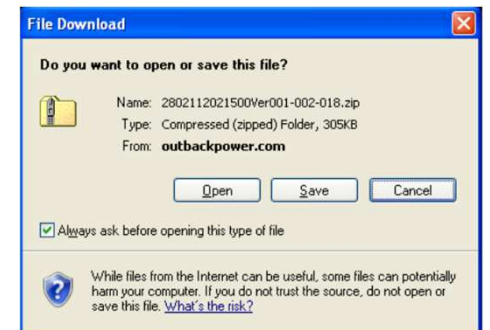 File Download
Do you want to open or save this file?
Name: 2802112021500Ver001-002-018.zip
Type: Compressed (zipped) Folder, 305KB
From: outbackpower.com
Open Save Cancel
Always ask before opening this type of file
While files from the Internet can be useful, some files can potentially
harm your computer. If you do not trust the source, do not open or
save this file. What's the risk?